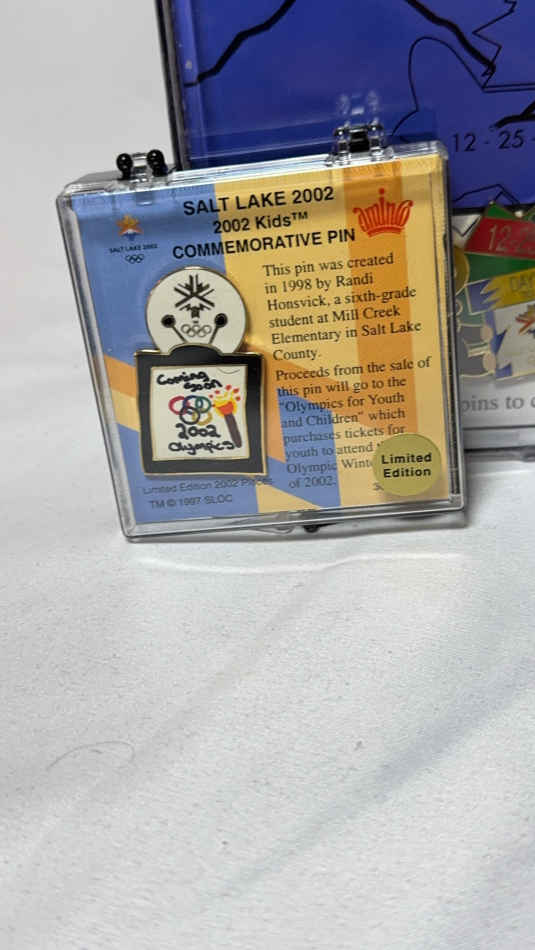 12-25-
SALT LAKE 2002
2002 Kids™
COMMEMORATIVE PIN
amino
SALT LAKE 2002
This pin was created
in 1998 by Randi
Honsvick, a sixth-grade
student at Mill Creek
Elementary in Salt Lake
County.
Proceeds from the sale of
this pin will go to the
"Olympics for Youth
and Children" which
purchases tickets for
youth to attend
Olympic
of 2002.
Coming
soon
2002
Olympics
Limited
Edition
Limited Edition 2002 Pieces
TM © 1997 SLOC
DAY
pins to